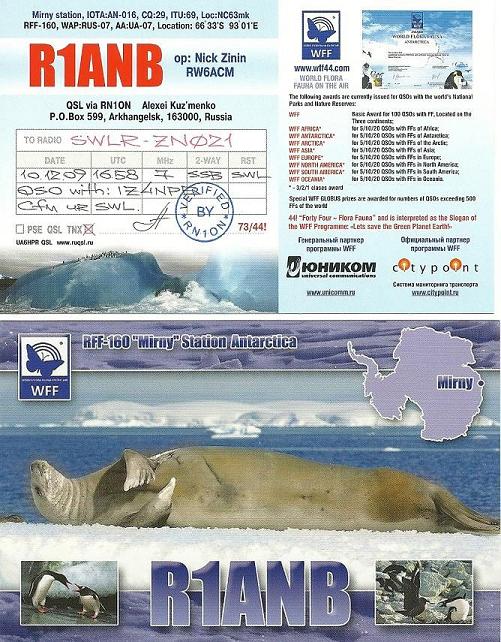 Mirny station, IOTA:AN-016, CQ:29, ITU:69, Loc:NC63mk
RFF-160, WAP:RUS-07, AA:UA-07, Location: 66 33'S 93 01'E
R1ANB
op: Nick Zinin
RW6ACM
QSL via RN1ON Alexei Kuz'menko
P.O.Box 599, Arkhangelsk, 163000, Russia
TO RADIO SWLR-ZN0Z1
DATE UTC MHz 2-WAY RST
10.12.09 16.58 7 SSB SWL
QSO with: IZ4NPE
Cfm ur SWL.
VERIFIED BY RN1ON
PSE QSL TNX
73/44!
UA6HPR QSL www.ruqsl.ru
WFF
www.wff44.com
WORLD FLORA
FAUNA ON THE AIR
WORLD FLORA FAUNA
ANTARCTICA
The following awards are currently issued for QSOs with the world's National
Parks and Nature Reserves:
WFF Basic Award for 100 QSOs with FF, Located on the
Three continents;
WFF AFRICA* for 5/10/20 QSOs with FFs of Africa;
WFF ANTARCTICA* for 5/10/20 QSOs with FFs of Antarctica;
WFF ARCTICA* for 5/10/20 QSOs with FFs of the Arctic;
WFF ASIA* for 5/10/20 QSOs with FFs of Asia;
WFF EUROPE* for 5/10/20 QSOs with FFs in Europe;
WFF NORTH AMERICA* for 5/10/20 QSOs with FFs in North America;
WFF SOUTH AMERICA* for 5/10/20 QSOs with FFs in South America;
WFF OCEANIA* for 5/10/20 QSOs with FFs in Oceania.
* - 3/2/1 class award
Special WFF GLOBUS prizes are awarded for numbers of QSOs exceeding 500
FFs of the world
44! "Forty Four – Flora Fauna" and is interpreted as the Slogan of
the WFF Programme: «Lets save the Green Planet Earth!»
Генеральный партнер
программы WFF
Официальный партнер
программы WFF
ЮНИКОМ
universal communications
citypoint
Система мониторинга транспорта
www.unicomm.ru
www.citypoint.ru
WFF
RFF-160 "Mirny" Station Antarctica
Mirny
R1ANB